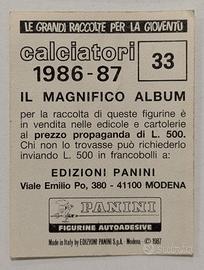 LE GRANDI RACCOLTE PER LA GIOVENTÙ
calciatori
1986-87
33
IL MAGNIFICO ALBUM
per la raccolta di queste figurine è
in vendita nelle edicole e cartolerie
al prezzo propaganda di L. 500.
Chi non lo trovasse può richiederlo
inviando L. 500 in francobolli a:
EDIZIONI PANINI
Viale Emilio Po, 380 - 41100 MODENA
PANINI
FIGURINE AUTOADESIVE
Made in Italy by EDIZIONI PANINI S.p.A. - Modena - (C) 1987
subito